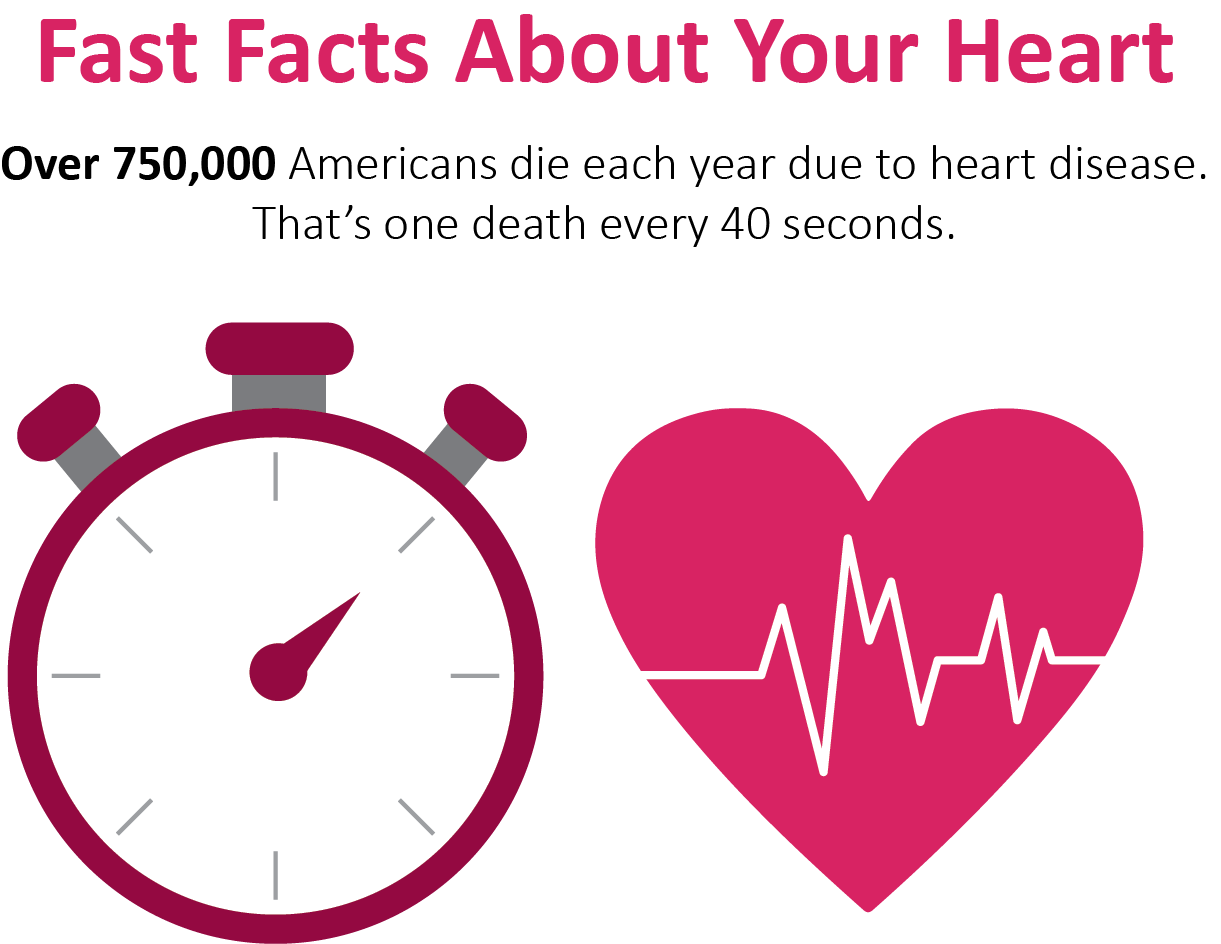 Fast Facts About Your Heart
Over 750,000 Americans die each year due to heart disease.
That’s one death every 40 seconds.